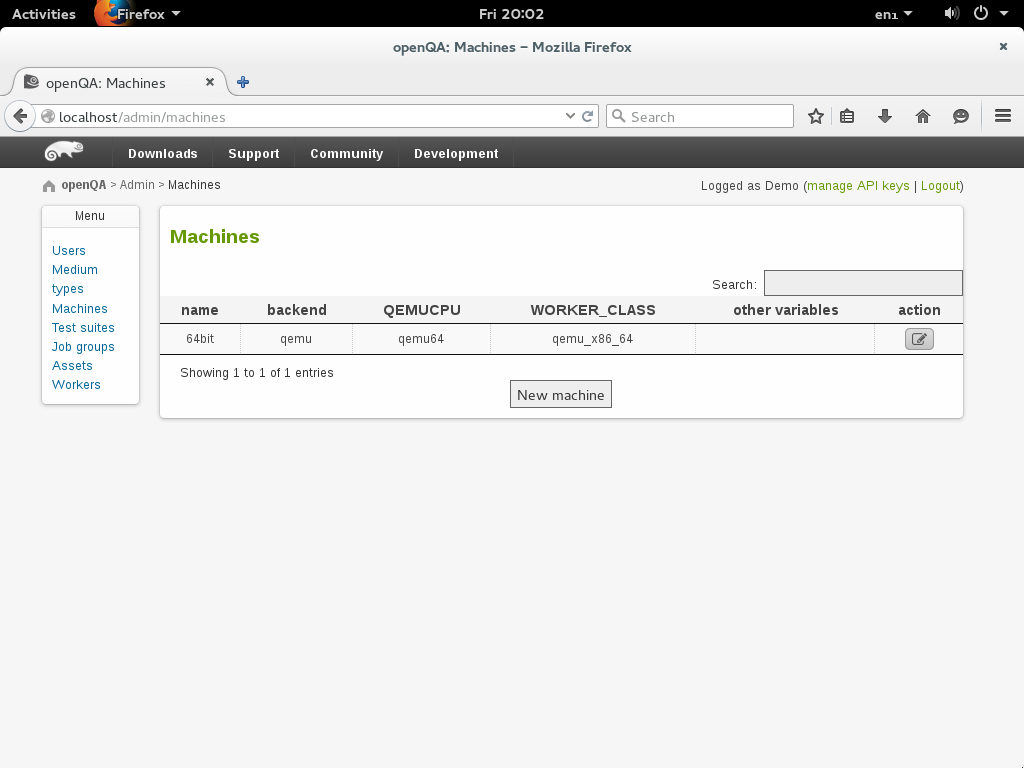 Activities Firefox Fri 20:02 en1
openQA: Machines – Mozilla Firefox
openQA: Machines
localhost/admin/machines Search
Downloads Support Community Development
openQA > Admin > Machines Logged as Demo (manage API keys | Logout)
Menu
Users
Medium
types
Machines
Test suites
Job groups
Assets
Workers
Machines
Search:
name backend QEMUCPU WORKER_CLASS other variables action
64bit qemu qemu64 qemu_x86_64
Showing 1 to 1 of 1 entries
New machine